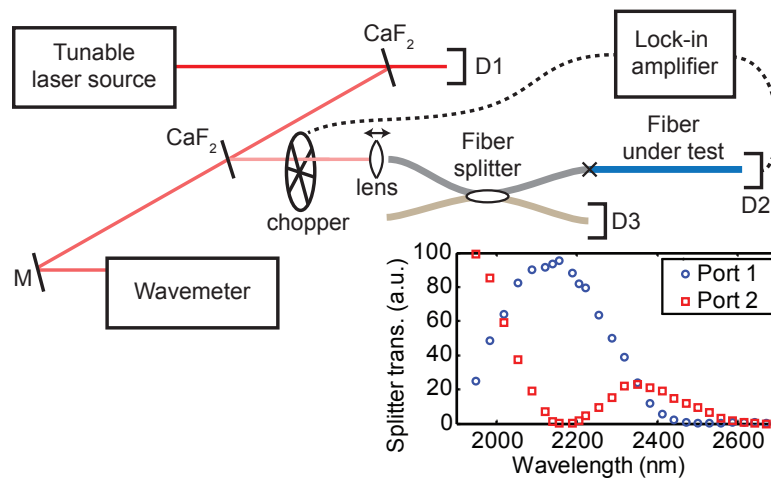 Tunable
laser source
CaF2
D1
Lock-in
amplifier
CaF2
chopper
lens
Fiber
splitter
Fiber
under test
D2
D3
M
Wavemeter
Splitter trans. (a.u.)
100
80
60
40
20
0
Port 1
Port 2
2000
2200
2400
2600
Wavelength (nm)